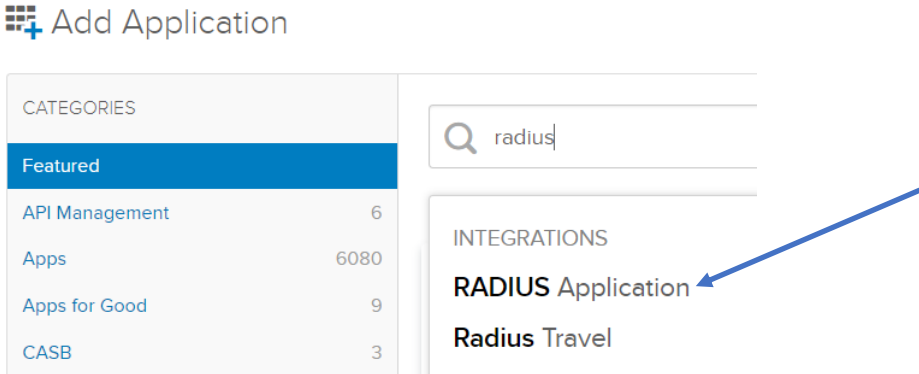 Add Application
CATEGORIES
Featured
API Management 6
Apps 6080
Apps for Good 9
CASB 3
radius
INTEGRATIONS
RADIUS Application
Radius Travel